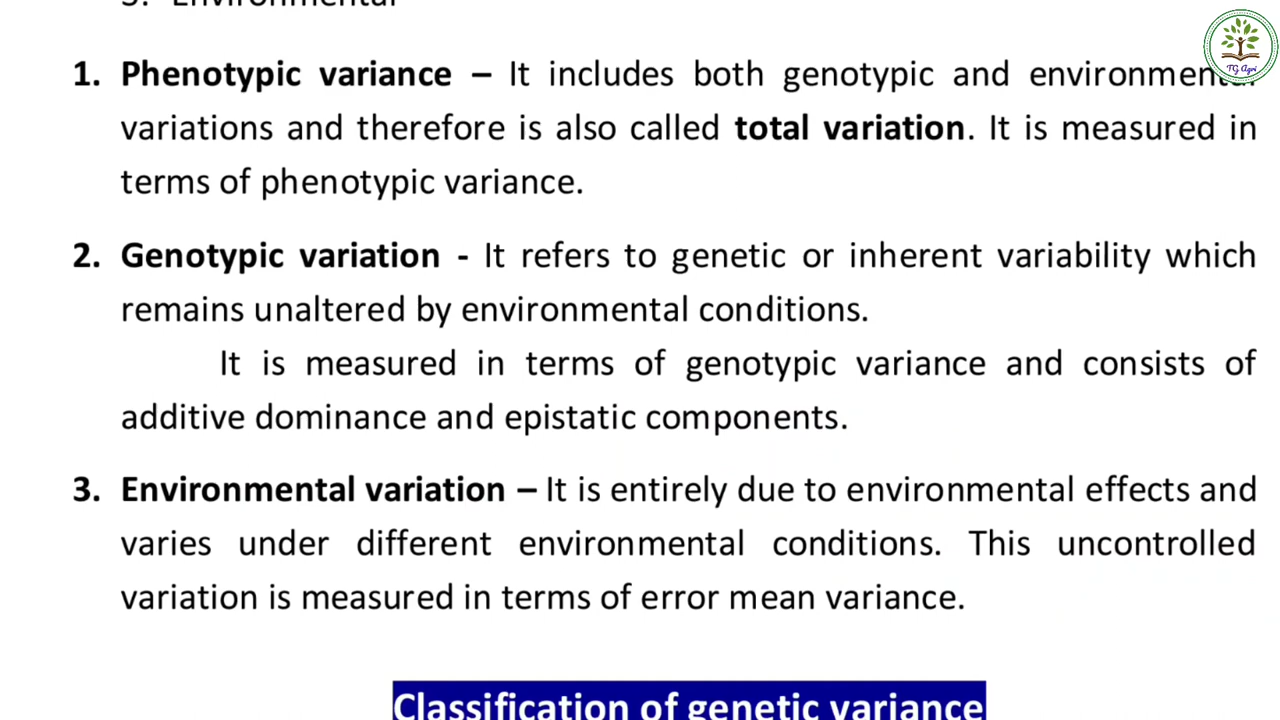 3. Environmental
1. Phenotypic variance – It includes both genotypic and environmental
variations and therefore is also called total variation. It is measured in
terms of phenotypic variance.
2. Genotypic variation - It refers to genetic or inherent variability which
remains unaltered by environmental conditions.
It is measured in terms of genotypic variance and consists of
additive dominance and epistatic components.
3. Environmental variation – It is entirely due to environmental effects and
varies under different environmental conditions. This uncontrolled
variation is measured in terms of error mean variance.
Classification of genetic variance
TG Agri